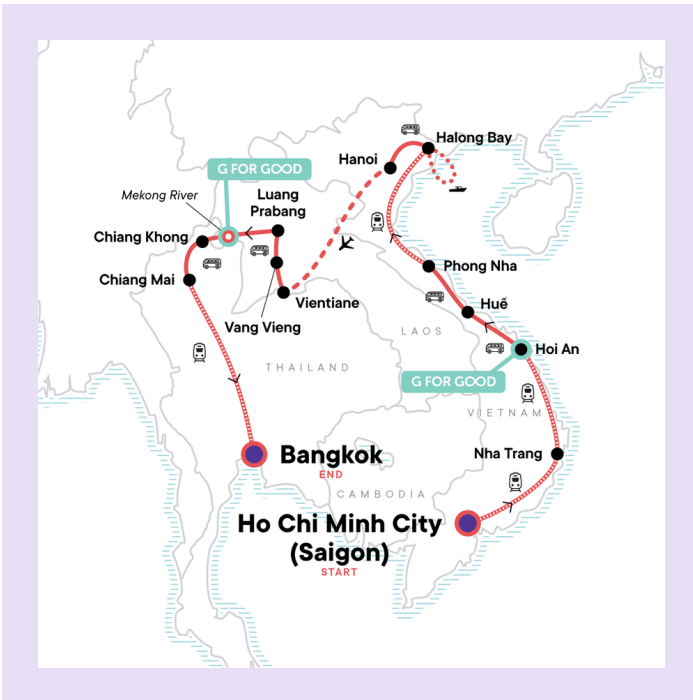 G FOR GOOD
Mekong River
Luang
Prabang
Chiang Khong
Chiang Mai
Vang Vieng
Vientiane
Hanoi
Halong Bay
Phong Nha
Huế
Hoi An
G FOR GOOD
LAOS
THAILAND
VIETNAM
Nha Trang
CAMBODIA
Bangkok
END
Ho Chi Minh City
(Saigon)
START